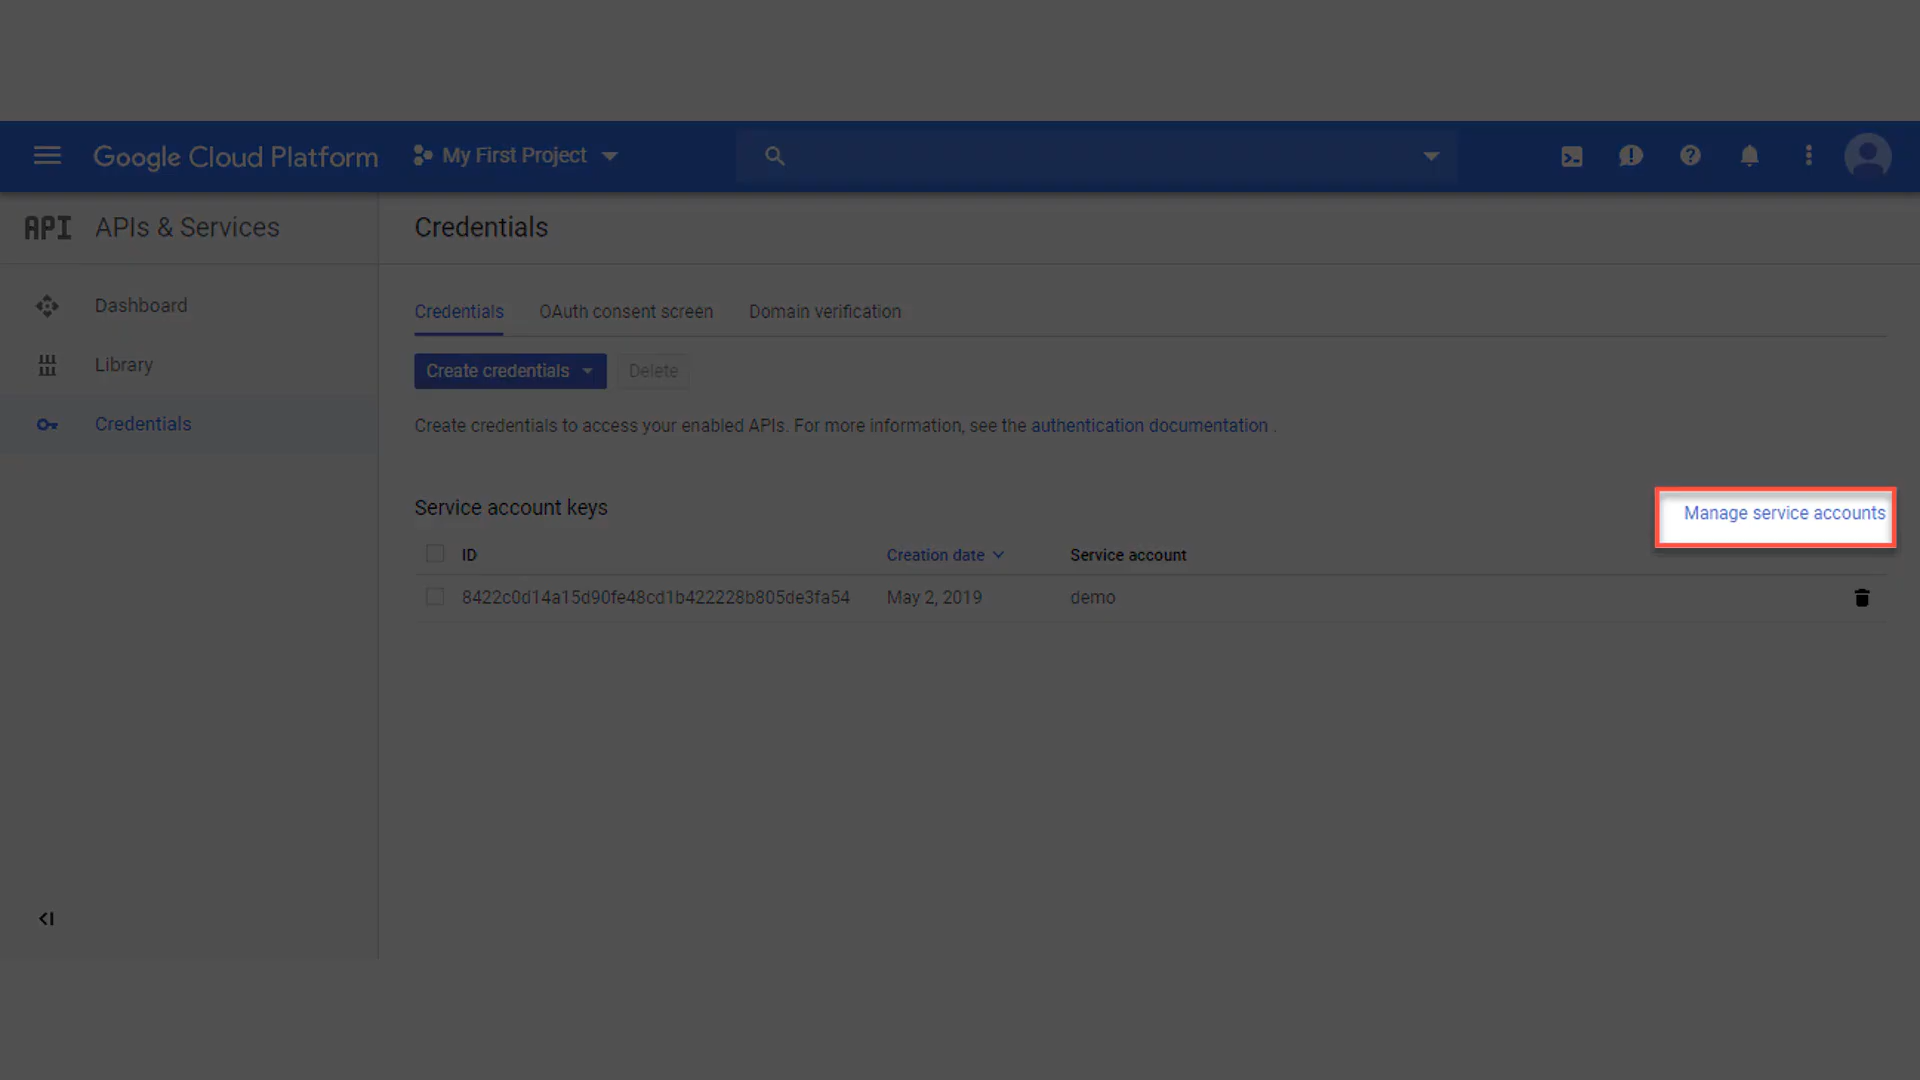 Google Cloud Platform My First Project
API APIs & Services Credentials
Dashboard
Library
Credentials
Credentials OAuth consent screen Domain verification
Create credentials Delete
Create credentials to access your enabled APIs. For more information, see the authentication documentation .
Service account keys
Manage service accounts
ID Creation date Service account
8422c0d14a15d90fe48cd1b422228b805de3fa54 May 2, 2019 demo